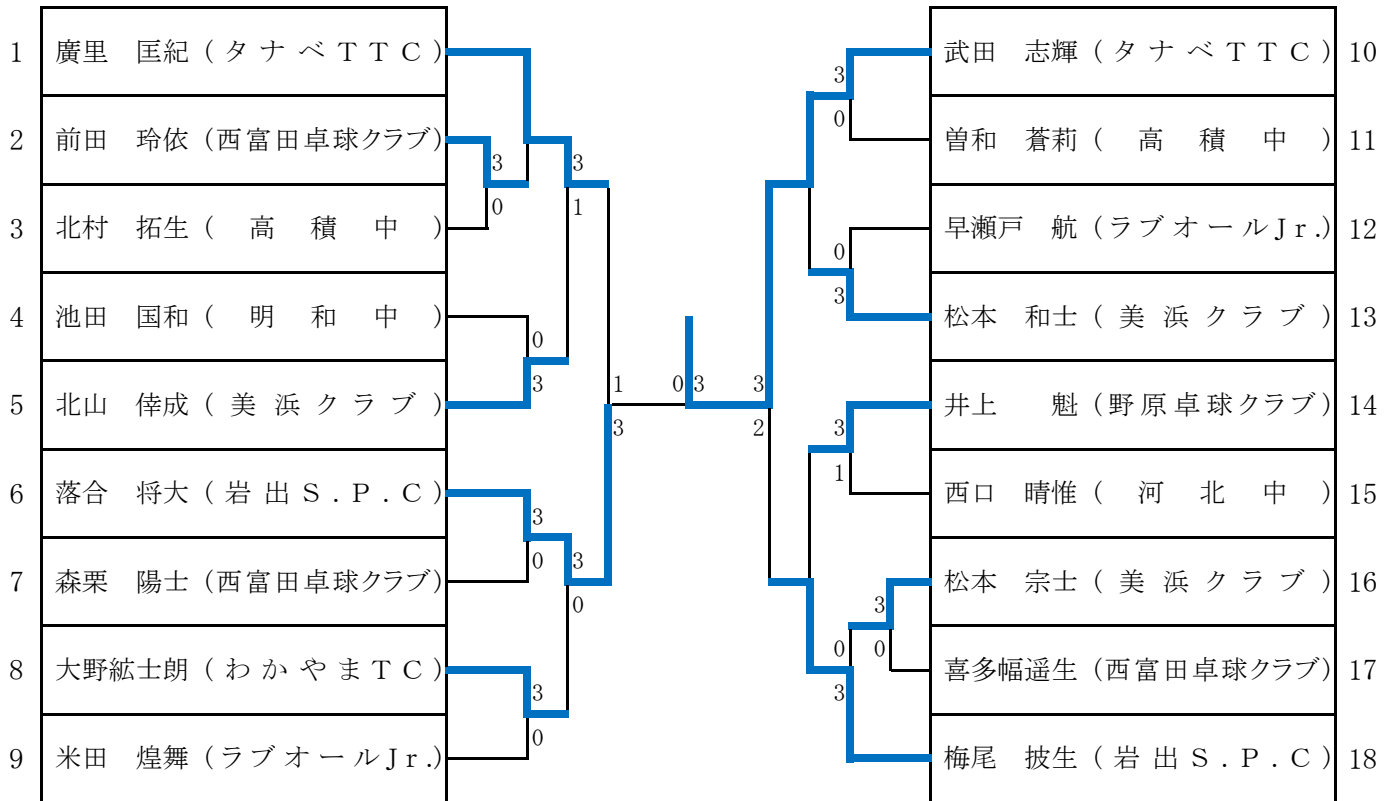 1 廣里 匡紀 (タナベTTC)
2 前田 玲依 (西富田卓球クラブ)
3 北村 拓生 (高積中)
4 池田 国和 (明和中)
5 北山 倖成 (美浜クラブ)
6 落合 将大 (岩出S.P.C)
7 森栗 陽士 (西富田卓球クラブ)
8 大野紘士朗 (わかやまTC)
9 米田 煌舞 (ラブオールJr.)
3
0
3
1
0
3
3
0
3
0
3
0
1
3
0 3
3
2
3
0
0
3
3
1
3
0
0
3
武田 志輝 (タナベTTC) 10
曽和 蒼莉 (高積中) 11
早瀬戸 航 (ラブオールJr.) 12
松本 和士 (美浜クラブ) 13
井上 魁 (野原卓球クラブ) 14
西口 晴惟 (河北中) 15
松本 宗士 (美浜クラブ) 16
喜多幅遥生 (西富田卓球クラブ) 17
梅尾 披生 (岩出S.P.C) 18